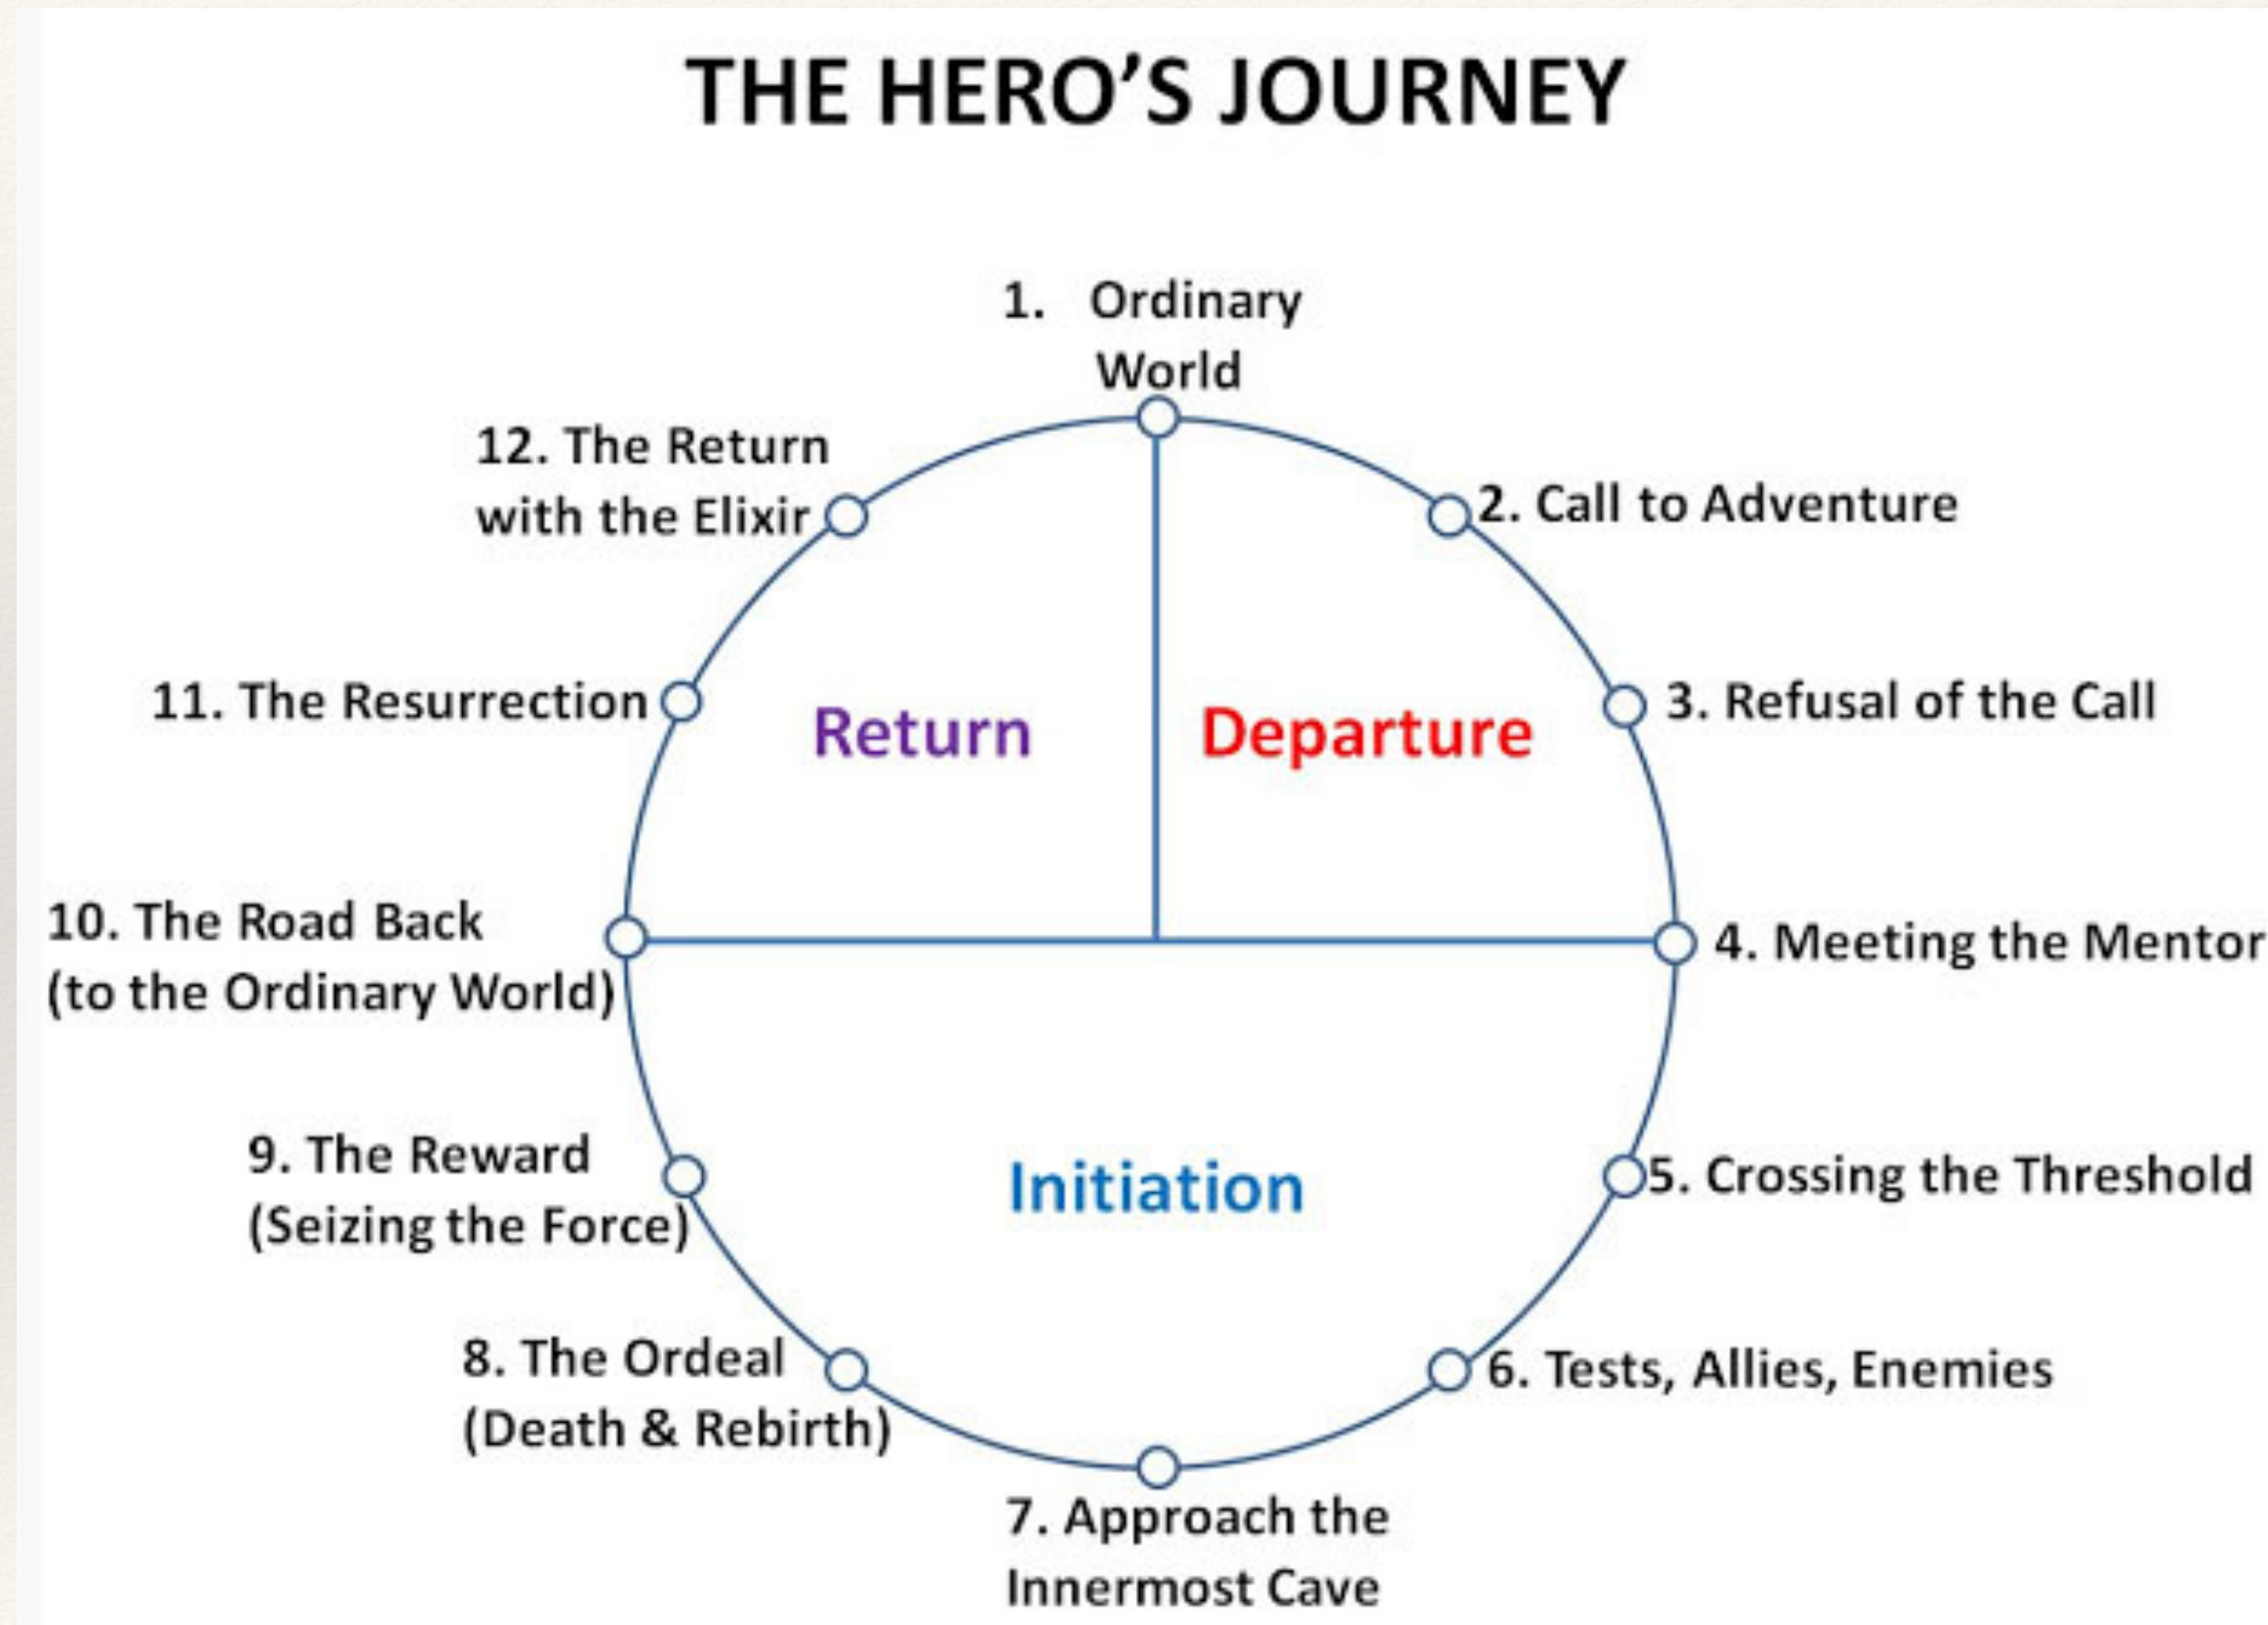 THE HERO'S JOURNEY
1. Ordinary
World
2. Call to Adventure
3. Refusal of the Call
4. Meeting the Mentor
5. Crossing the Threshold
6. Tests, Allies, Enemies
7. Approach the
Innermost Cave
8. The Ordeal
(Death & Rebirth)
9. The Reward
(Seizing the Force)
10. The Road Back
(to the Ordinary World)
11. The Resurrection
12. The Return
with the Elixir
Return
Departure
Initiation